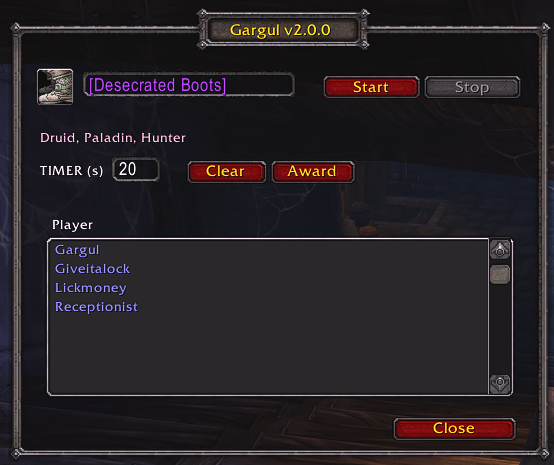 Gargul v2.0.0
[Desecrated Boots]
Start
Stop
Druid, Paladin, Hunter
TIMER (s)
20
Clear
Award
Player
Gargul
Giveitalock
Lickmoney
Receptionist
Close